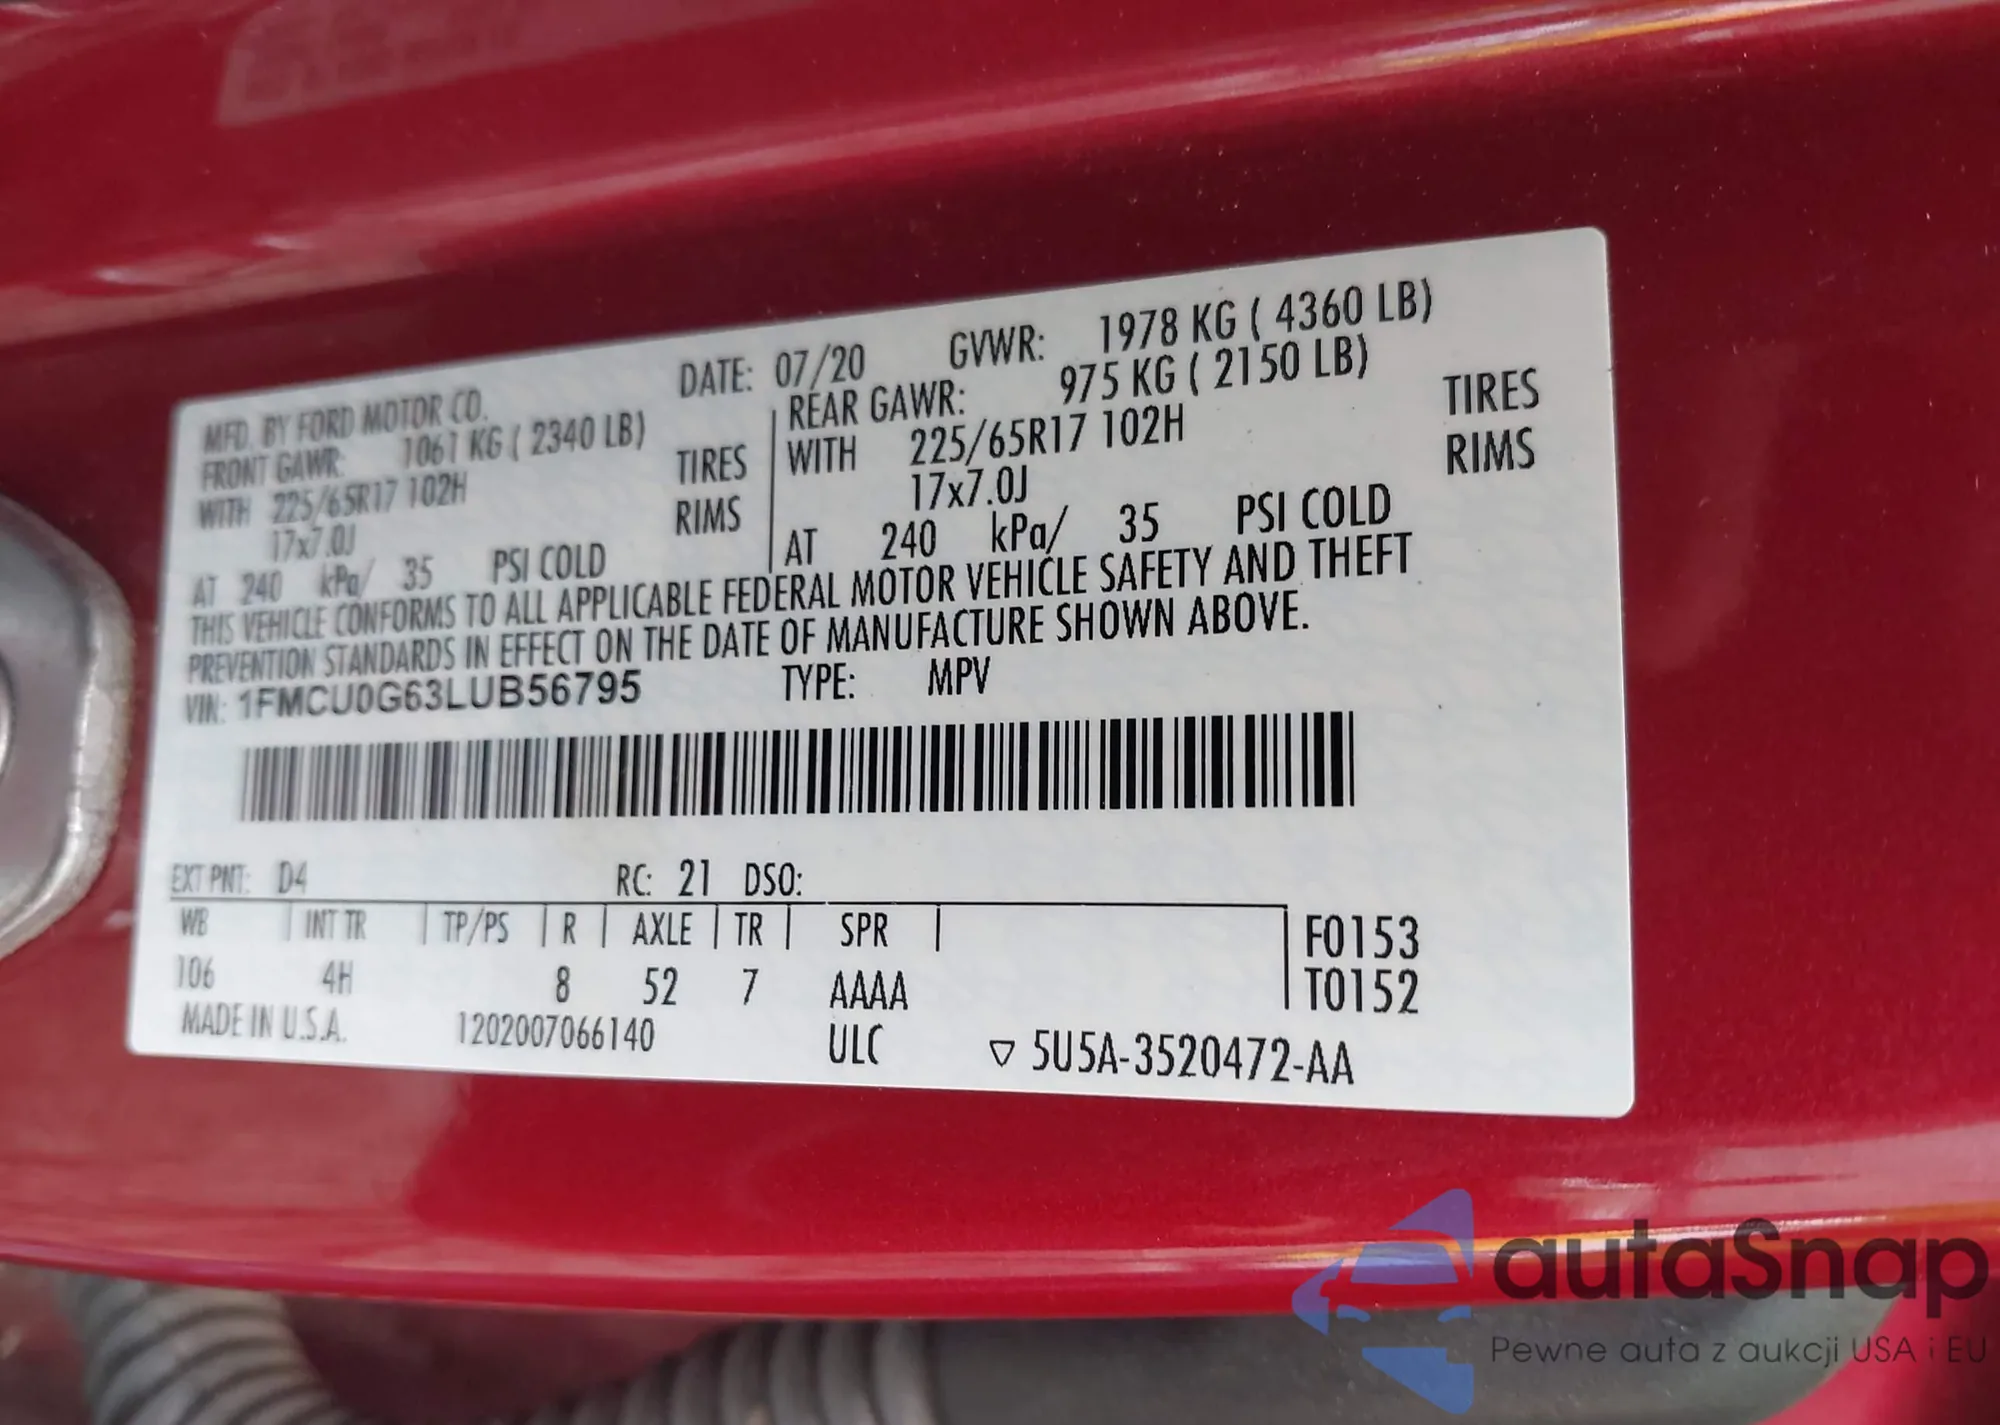 MFD. BY FORD MOTOR CO.
DATE: 07/20 GVWR: 1978 KG ( 4360 LB)
FRONT GAWR: 1061 KG ( 2340 LB) REAR GAWR: 975 KG ( 2150 LB)
WITH 225/65R17 102H TIRES WITH 225/65R17 102H TIRES
17x7.0J RIMS 17x7.0J RIMS
AT 240 kPa/ 35 PSI COLD AT 240 kPa/ 35 PSI COLD
THIS VEHICLE CONFORMS TO ALL APPLICABLE FEDERAL MOTOR VEHICLE SAFETY AND THEFT
PREVENTION STANDARDS IN EFFECT ON THE DATE OF MANUFACTURE SHOWN ABOVE.
VIN: 1FMCU0G63LUB56795 TYPE: MPV
EXT PNT: D4 RC: 21 DSO:
WB INT TR TP/PS R AXLE TR SPR F0153
106 4H 8 52 7 AAAA T0152
MADE IN U.S.A. 1202007066140 ULC 5U5A-3520472-AA
autaSnap
Pewne auta z aukcji USA i EU